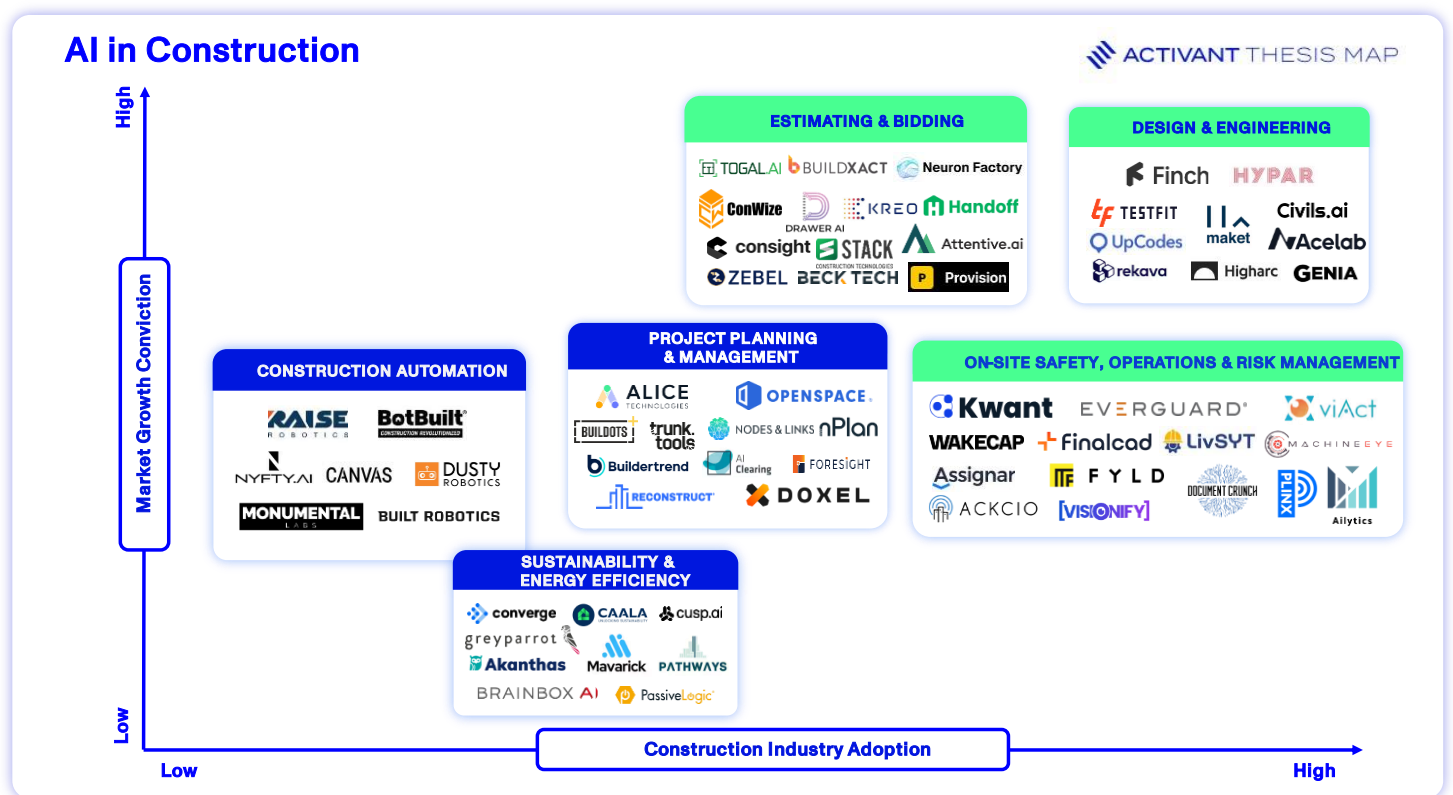 AI in Construction
ACTIVANT THESIS MAP
High
Market Growth Conviction
Low
ESTIMATING & BIDDING
TOGAL.AI BUILDXACT Neuron Factory
ConWize DRAWER AI KREO Handoff
consight STACK CONSTRUCTION TECHNOLOGIES Attentive.ai
ZEBEL BECK TECH P Provision
DESIGN & ENGINEERING
Finch HYPAR
TF TESTFIT maket Civils.ai
UpCodes Acelab
rekava Higharc GENIA
CONSTRUCTION AUTOMATION
RAISE ROBOTICS BotBuilt® CONSTRUCTION REVOLUTIONIZED
NYFTY.AI CANVAS DUSTY ROBOTICS
MONUMENTAL LABS BUILT ROBOTICS
PROJECT PLANNING
& MANAGEMENT
ALICE TECHNOLOGIES OPENSPACE®
BUILDOTS trunk. tools NODES & LINKS nPlan
Buildertrend AI Clearing FORESIGHT
RECONSTRUCT DOXEL
ON-SITE SAFETY, OPERATIONS & RISK MANAGEMENT
Kwant EVERGUARD® viAct
WAKECAP Finalcad LivSYT MACHINEEYE
Assignar FYLD DOCUMENT CRUNCH PLINX Ailytics
ACKCIO [VISIONIFY]
SUSTAINABILITY &
ENERGY EFFICIENCY
converge CAALA cusp.ai
greyparrot
Akanthas Mavarick PATHWAYS
BRAINBOX AI PassiveLogic
Construction Industry Adoption
Low
High